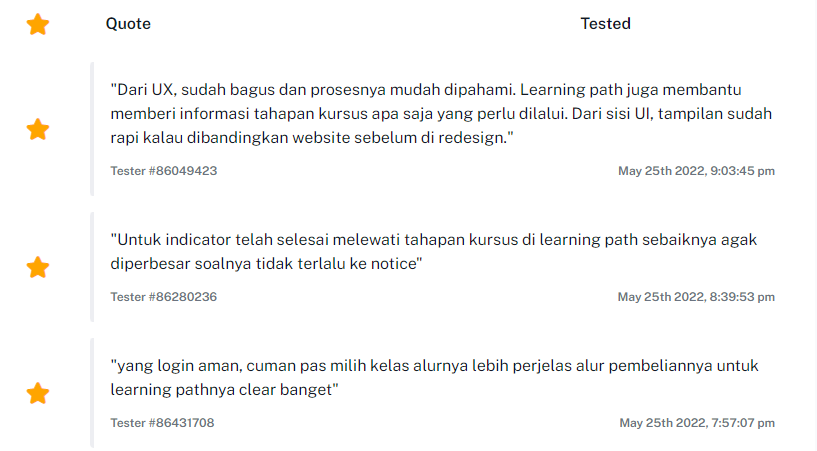 Quote Tested
"Dari UX, sudah bagus dan prosesnya mudah dipahami. Learning path juga membantu
memberi informasi tahapan kursus apa saja yang perlu dilalui. Dari sisi UI, tampilan sudah
rapi kalau dibandingkan website sebelum di redesign."
Tester #86049423 May 25th 2022, 9:03:45 pm
"Untuk indicator telah selesai melewati tahapan kursus di learning path sebaiknya agak
diperbesar soalnya tidak terlalu ke notice"
Tester #86280236 May 25th 2022, 8:39:53 pm
"yang login aman, cuman pas milih kelas alurnya lebih perjelas alur pembeliannya untuk
learning pathnya clear banget"
Tester #86431708 May 25th 2022, 7:57:07 pm